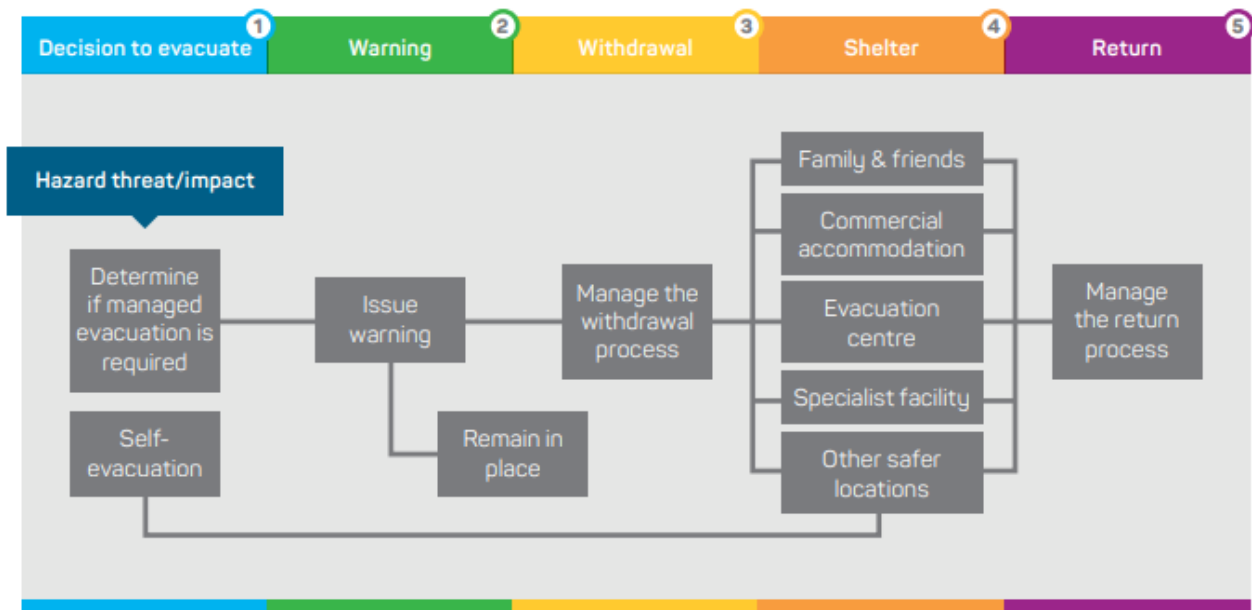 1
2
3
4
5
Decision to evacuate
Warning
Withdrawal
Shelter
Return
Hazard threat/impact
Determine
if managed
evacuation is
required
Self-
evacuation
Issue
warning
Remain in
place
Manage the
withdrawal
process
Family & friends
Commercial
accommodation
Evacuation
centre
Specialist facility
Other safer
locations
Manage
the return
process